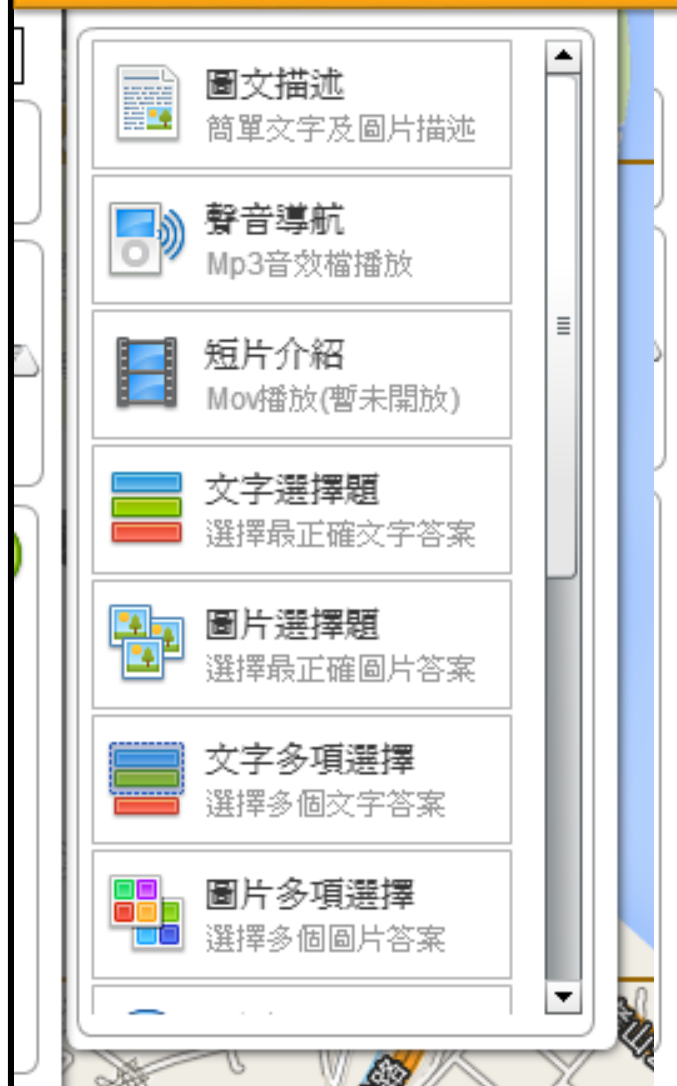 圖文描述
簡單文字及圖片描述
聲音導航
Mp3音效檔播放
短片介紹
Mov播放(暫未開放)
文字選擇題
選擇最正確文字答案
圖片選擇題
選擇最正確圖片答案
文字多項選擇
選擇多個文字答案
圖片多項選擇
選擇多個圖片答案